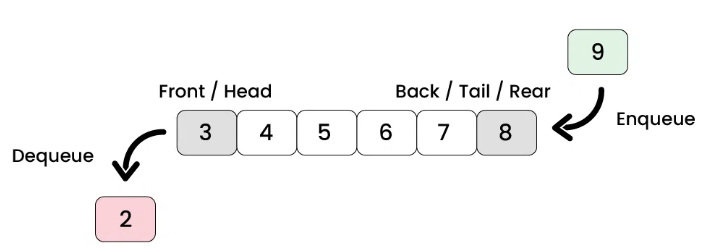 9
Front / Head
Back / Tail / Rear
Enqueue
3 4 5 6 7 8
Dequeue
2